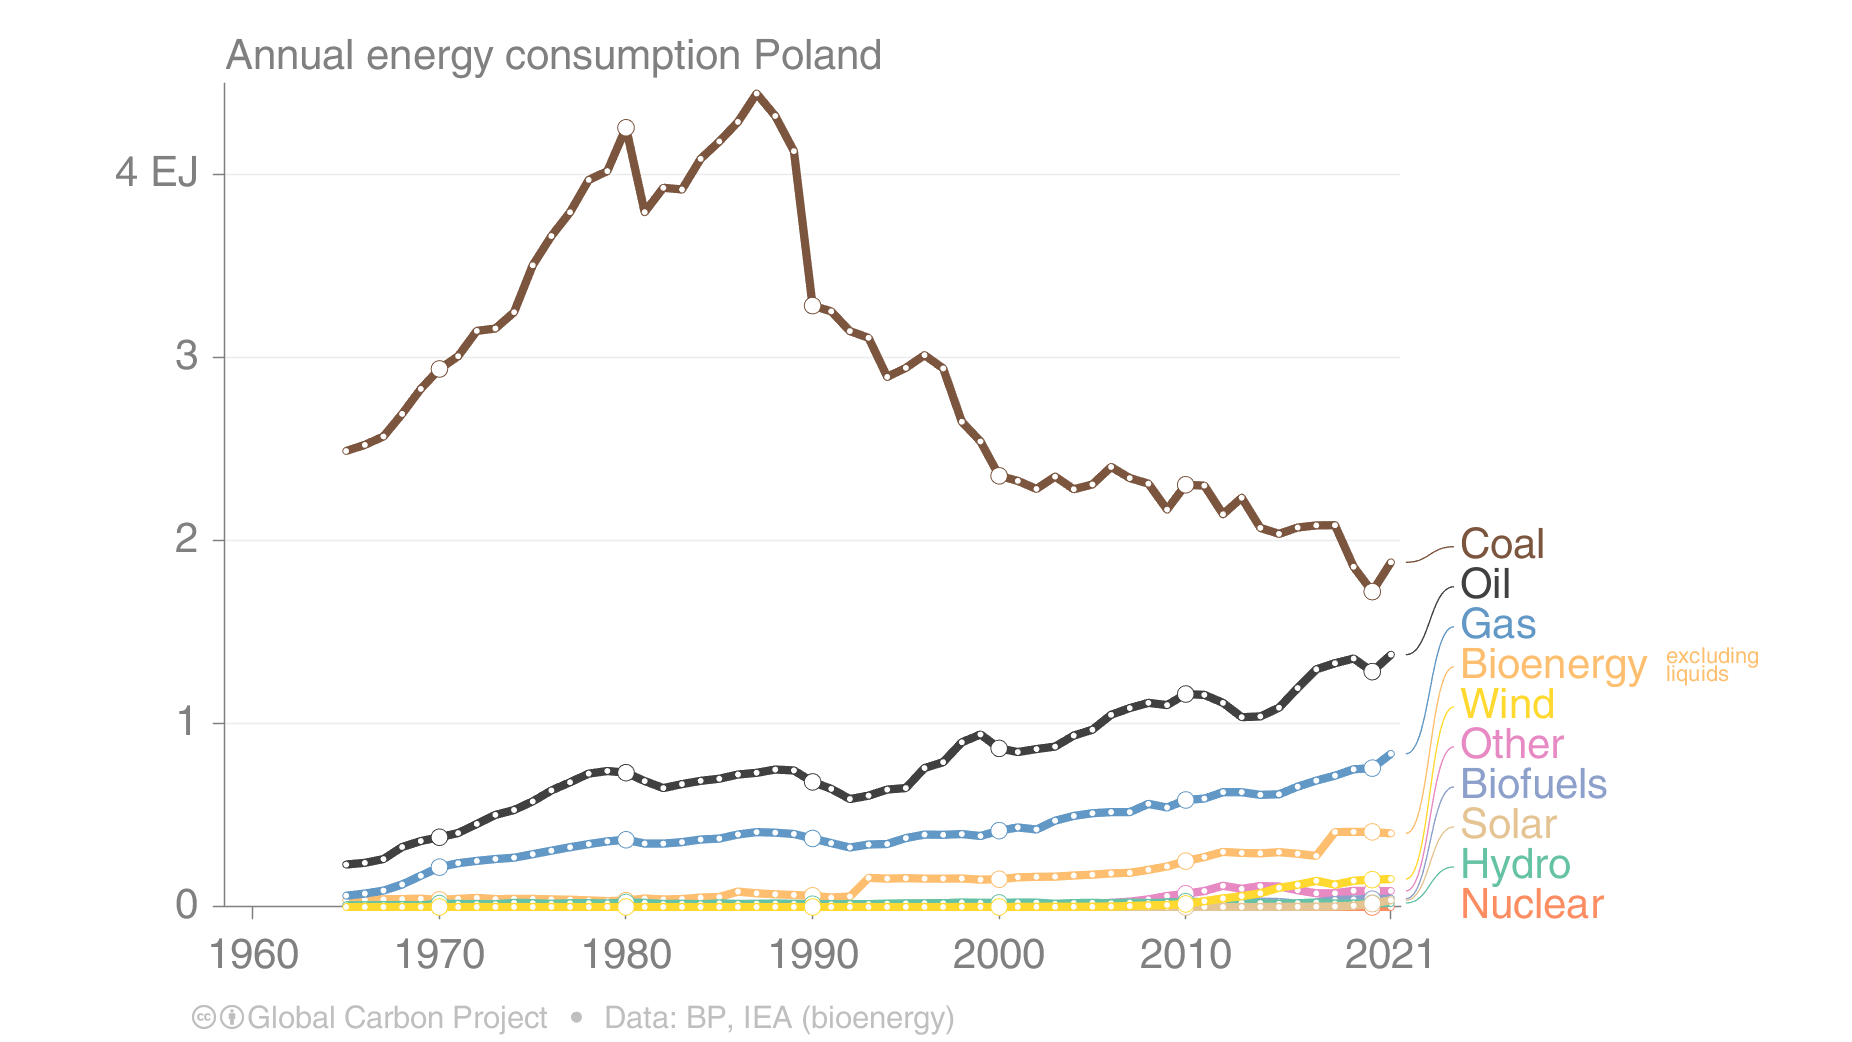 Annual energy consumption Poland
4 EJ
3
2
1
0
1960 1970 1980 1990 2000 2010 2021
Coal
Oil
Gas
Bioenergy excluding liquids
Wind
Other
Biofuels
Solar
Hydro
Nuclear
cc Global Carbon Project • Data: BP, IEA (bioenergy)